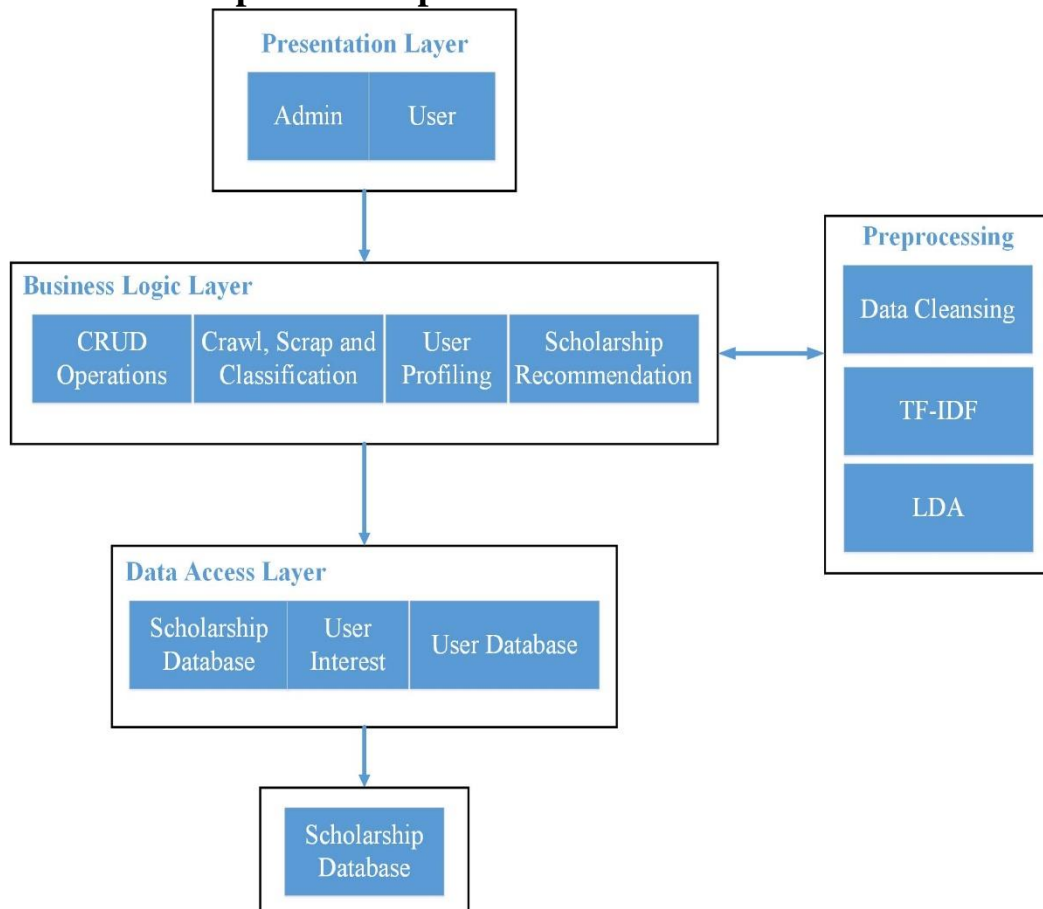 Presentation Layer
Admin
User
Preprocessing
Data Cleansing
TF-IDF
LDA
Business Logic Layer
CRUD
Operations
Crawl, Scrap and
Classification
User
Profiling
Scholarship
Recommendation
Data Access Layer
Scholarship
Database
User
Interest
User Database
Scholarship
Database